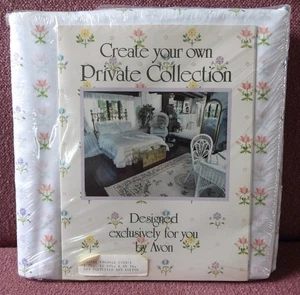 Create your own
Private Collection
Designed
exclusively for you
by Avon